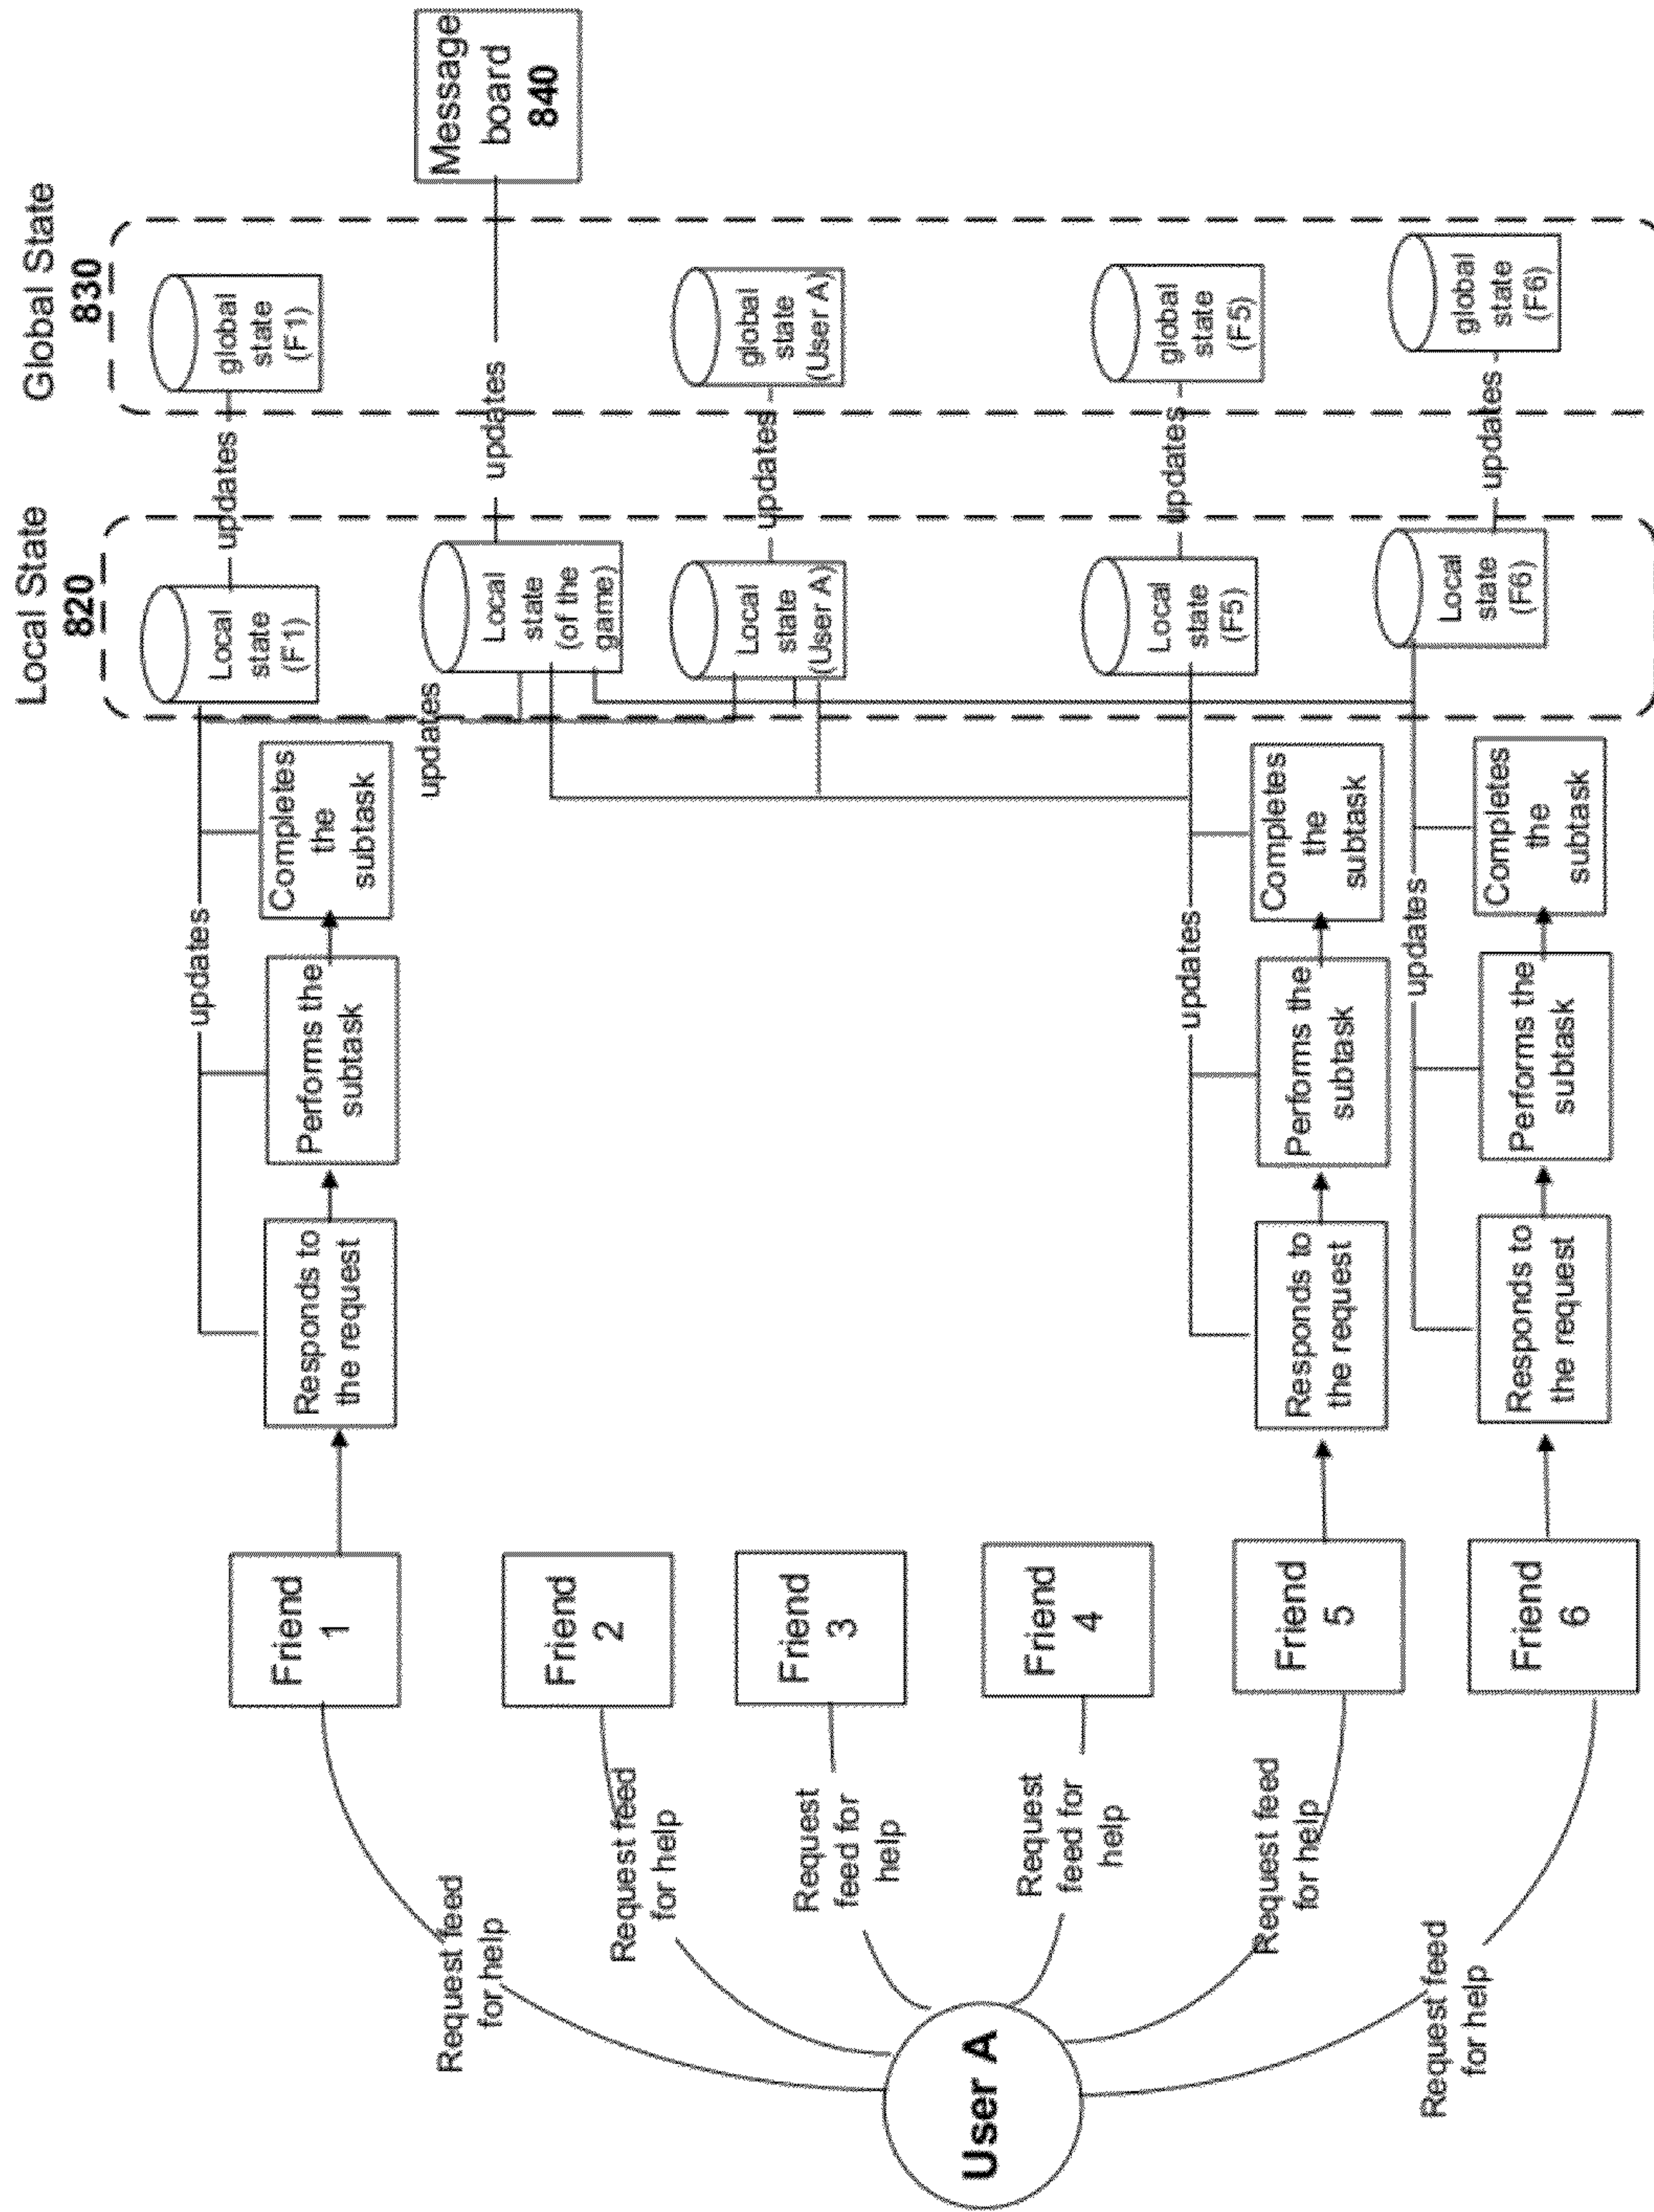 User A
Request feed
for help
Request feed
for help
Request
feed for
help
Request
feed for
help
Request feed
for help
Request feed
for help
Friend
1
Friend
2
Friend
3
Friend
4
Friend
5
Friend
6
Responds to
the request
Performs the
subtask
Completes
the
subtask
updates
Responds to
the request
Performs the
subtask
Completes
the
subtask
updates
Responds to
the request
Performs the
subtask
Completes
the
subtask
updates
updates
Local State
820
Local
state
(F1)
Local
state
(of the
game)
Local
state
(User A)
Local
state
(F5)
Local
state
(F6)
updates
updates
updates
updates
updates
Global State
830
global
state
(F1)
global
state
(User A)
global
state
(F5)
global
state
(F6)
Message
board
840